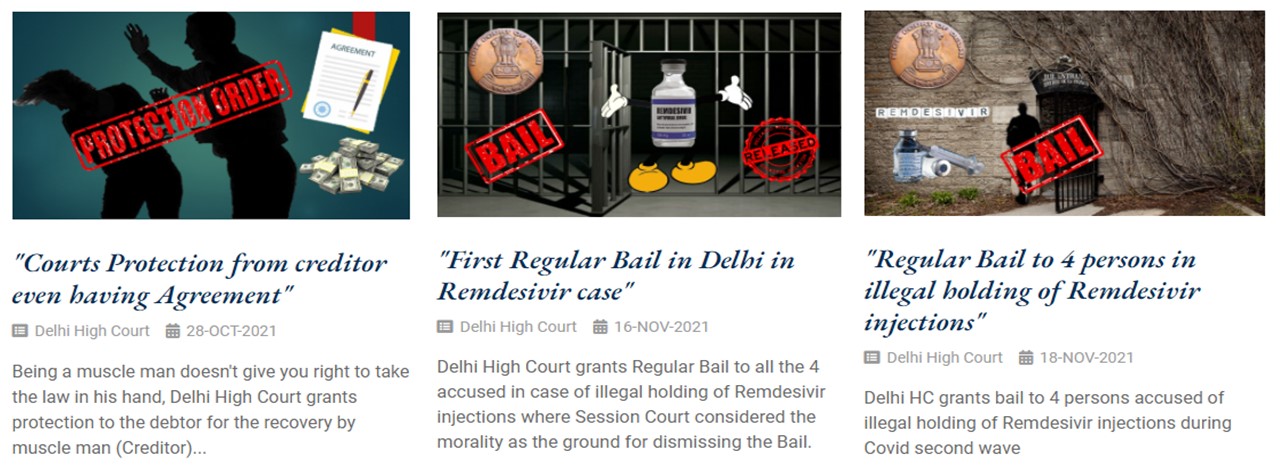 AGREEMENT
PROTECTION ORDER
"Courts Protection from creditor
even having Agreement"
Delhi High Court 28-OCT-2021
Being a muscle man doesn't give you right to take
the law in his hand, Delhi High Court grants
protection to the debtor for the recovery by
muscle man (Creditor)...
REMDESIVIR
BAIL
RELEASED
"First Regular Bail in Delhi in
Remdesivir case"
Delhi High Court 16-NOV-2021
Delhi High Court grants Regular Bail to all the 4
accused in case of illegal holding of Remdesivir
injections where Session Court considered the
morality as the ground for dismissing the Bail.
REMDESIVIR
BAIL
"Regular Bail to 4 persons in
illegal holding of Remdesivir
injections"
Delhi High Court 18-NOV-2021
Delhi HC grants bail to 4 persons accused of
illegal holding of Remdesivir injections during
Covid second wave